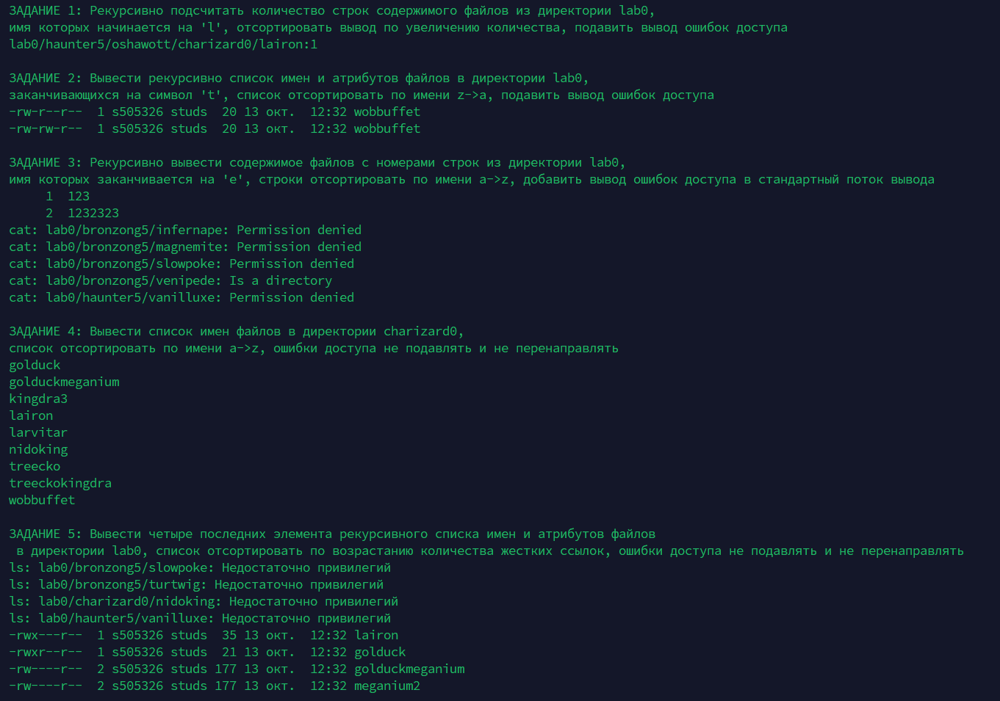 ЗАДАНИЕ 1: Рекурсивно подсчитать количество строк содержимого файлов из директории lab0,
имя которых начинается на 'l', отсортировать вывод по увеличению количества, подавить вывод ошибок доступа
lab0/haunter5/oshawott/charizard0/lairon:1

ЗАДАНИЕ 2: Вывести рекурсивно список имен и атрибутов файлов в директории lab0,
заканчивающихся на символ 't', список отсортировать по имени z->a, подавить вывод ошибок доступа
-rw-r--r--  1 s505326 studs  20 13 окт.  12:32 wobbuffet
-rw-rw-r--  1 s505326 studs  20 13 окт.  12:32 wobbuffet

ЗАДАНИЕ 3: Рекурсивно вывести содержимое файлов с номерами строк из директории lab0,
имя которых заканчивается на 'e', строки отсортировать по имени a->z, добавить вывод ошибок доступа в стандартный поток вывода
     1  123
     2  1232323
cat: lab0/bronzong5/infernape: Permission denied
cat: lab0/bronzong5/magnemite: Permission denied
cat: lab0/bronzong5/slowpoke: Permission denied
cat: lab0/bronzong5/venipede: Is a directory
cat: lab0/haunter5/vanilluxe: Permission denied

ЗАДАНИЕ 4: Вывести список имен файлов в директории charizard0,
список отсортировать по имени a->z, ошибки доступа не подавлять и не перенаправлять
golduck
golduckmeganium
kingdra3
lairon
larvitar
nidoking
treecko
treeckokingdra
wobbuffet

ЗАДАНИЕ 5: Вывести четыре последних элемента рекурсивного списка имен и атрибутов файлов
 в директории lab0, список отсортировать по возрастанию количества жестких ссылок, ошибки доступа не подавлять и не перенаправлять
ls: lab0/bronzong5/slowpoke: Недостаточно привилегий
ls: lab0/bronzong5/turtwig: Недостаточно привилегий
ls: lab0/charizard0/nidoking: Недостаточно привилегий
ls: lab0/haunter5/vanilluxe: Недостаточно привилегий
-rwx---r--  1 s505326 studs  35 13 окт.  12:32 lairon
-rwxr--r--  1 s505326 studs  21 13 окт.  12:32 golduck
-rw----r--  2 s505326 studs 177 13 окт.  12:32 golduckmeganium
-rw----r--  2 s505326 studs 177 13 окт.  12:32 meganium2